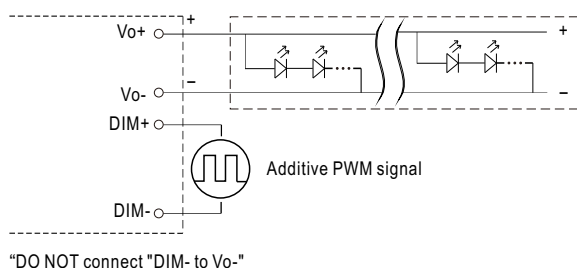 Vo+
+
+
Vo-
−
−
DIM+
Additive PWM signal
DIM-
“DO NOT connect "DIM- to Vo-"